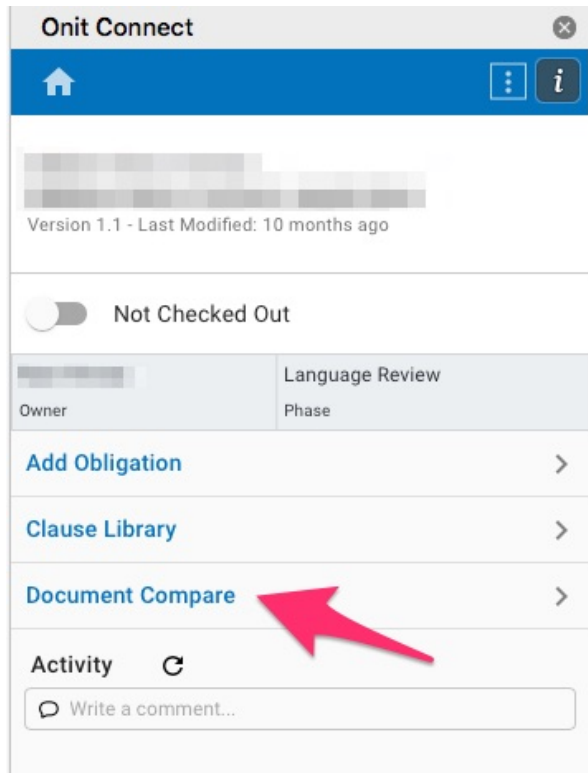 Onit Connect
i
Version 1.1 - Last Modified: 10 months ago
Not Checked Out
Language Review
Owner
Phase
Add Obligation
Clause Library
Document Compare
Activity
Write a comment...